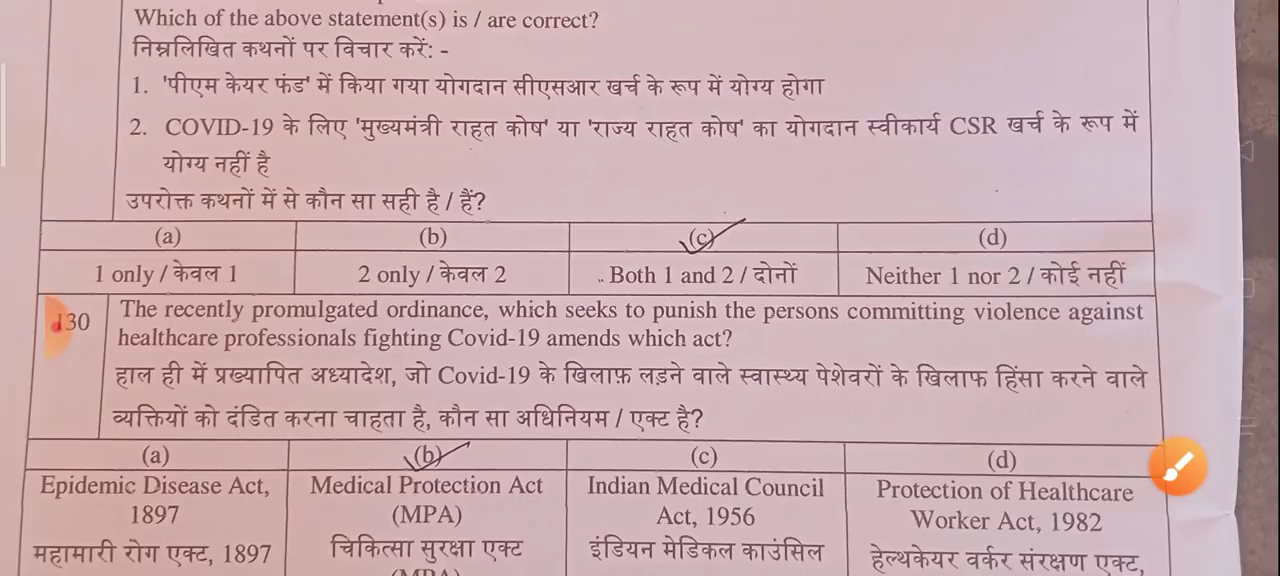 Which of the above statement(s) is / are correct?
निम्नलिखित कथनों पर विचार करें: -
1. 'पीएम केयर फंड' में किया गया योगदान सीएसआर खर्च के रूप में योग्य होगा
2. COVID-19 के लिए 'मुख्यमंत्री राहत कोष' या 'राज्य राहत कोष' का योगदान स्वीकार्य CSR खर्च के रूप में
योग्य नहीं है
उपरोक्त कथनों में से कौन सा सही है / हैं?
(a) (b) (c) (d)
1 only / केवल 1 2 only / केवल 2 Both 1 and 2 / दोनों Neither 1 nor 2 / कोई नहीं
130 The recently promulgated ordinance, which seeks to punish the persons committing violence against
healthcare professionals fighting Covid-19 amends which act?
हाल ही में प्रख्यापित अध्यादेश, जो Covid-19 के खिलाफ़ लड़ने वाले स्वास्थ्य पेशेवरों के खिलाफ हिंसा करने वाले
व्यक्तियों को दंडित करना चाहता है, कौन सा अधिनियम / एक्ट है?
(a) (b) (c) (d)
Epidemic Disease Act, Medical Protection Act Indian Medical Council Protection of Healthcare
1897 (MPA) Act, 1956 Worker Act, 1982
महामारी रोग एक्ट, 1897 चिकित्सा सुरक्षा एक्ट इंडियन मेडिकल काउंसिल हेल्थकेयर वर्कर संरक्षण एक्ट,
(MPA)